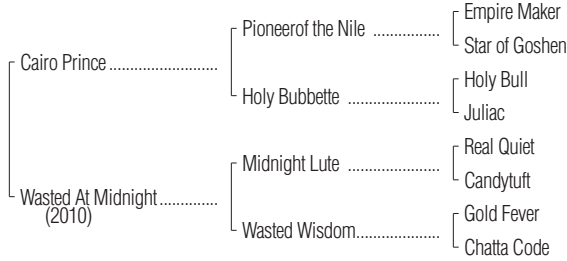 Empire Maker
Pioneerof the Nile ..................
Star of Goshen
Cairo Prince ...........................
Holy Bull
Holy Bubbette .........................
Juliac
Real Quiet
Midnight Lute .........................
Candytuft
Wasted At Midnight ...............
(2010)
Gold Fever
Wasted Wisdom......................
Chatta Code